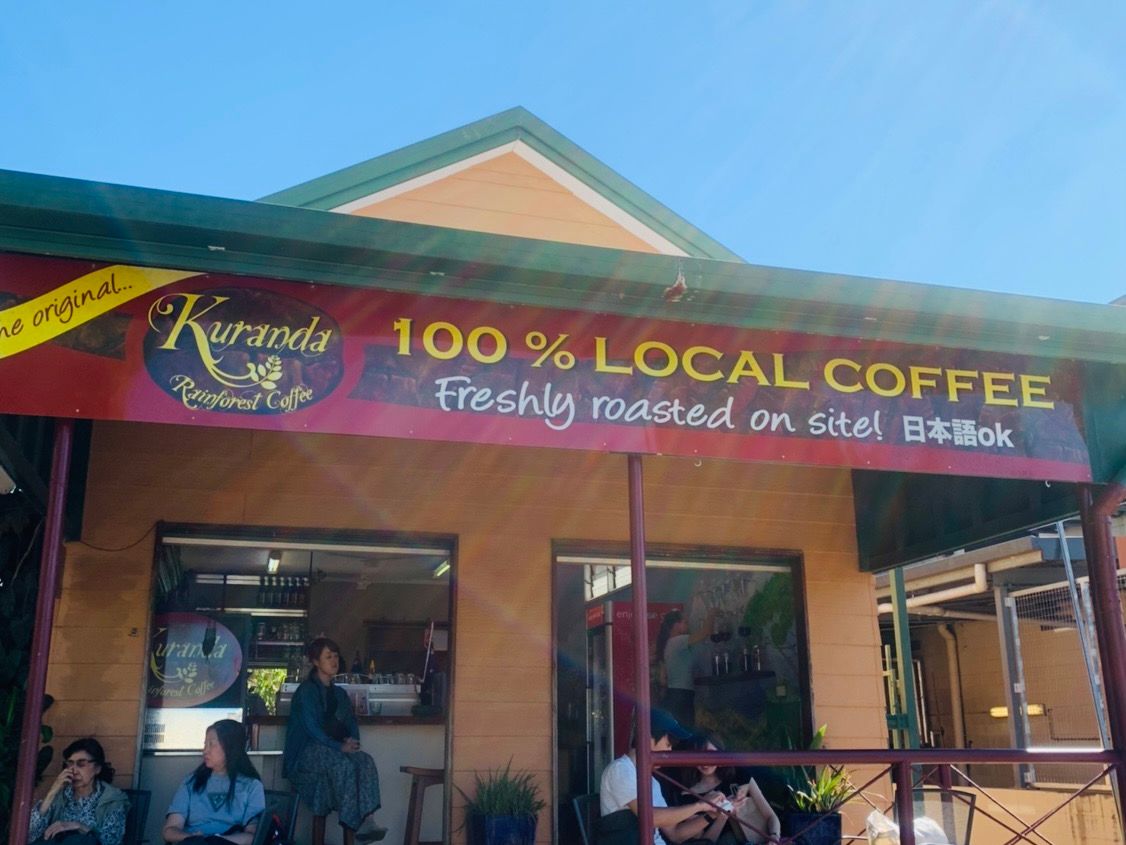 he original...
Kuranda
Rainforest Coffee
100 % LOCAL COFFEE
Freshly roasted on site! 日本語ok
Kuranda
Rainforest Coffee
enjo